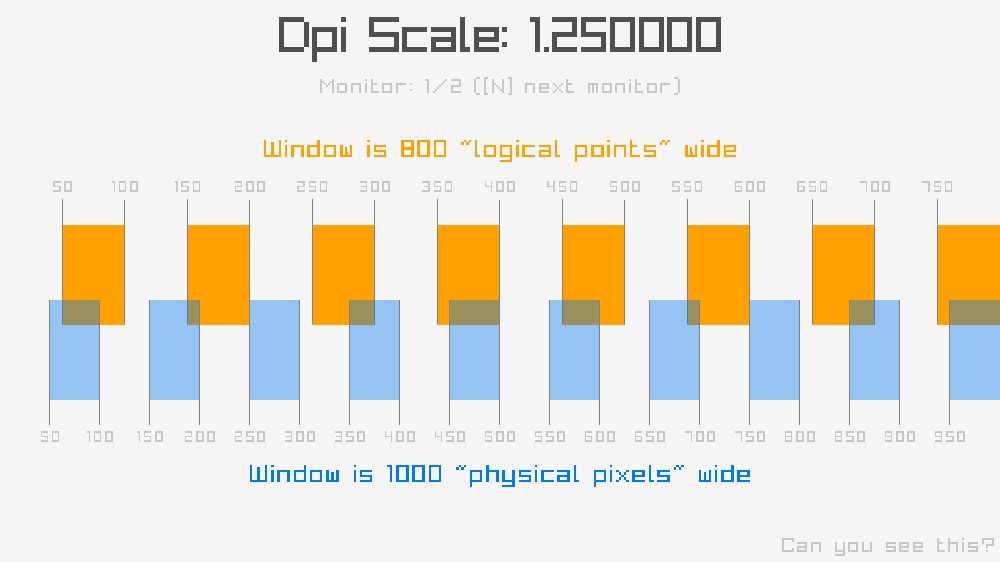 Dpi Scale: 1.250000
Monitor: 1/2 ([N] next monitor)
Window is 800 "logical points" wide
50 100 150 200 250 300 350 400 450 500 550 600 650 700 750
50 100 150 200 250 300 350 400 450 500 550 600 650 700 750 800 850 900 950
Window is 1000 "physical pixels" wide
Can you see this?